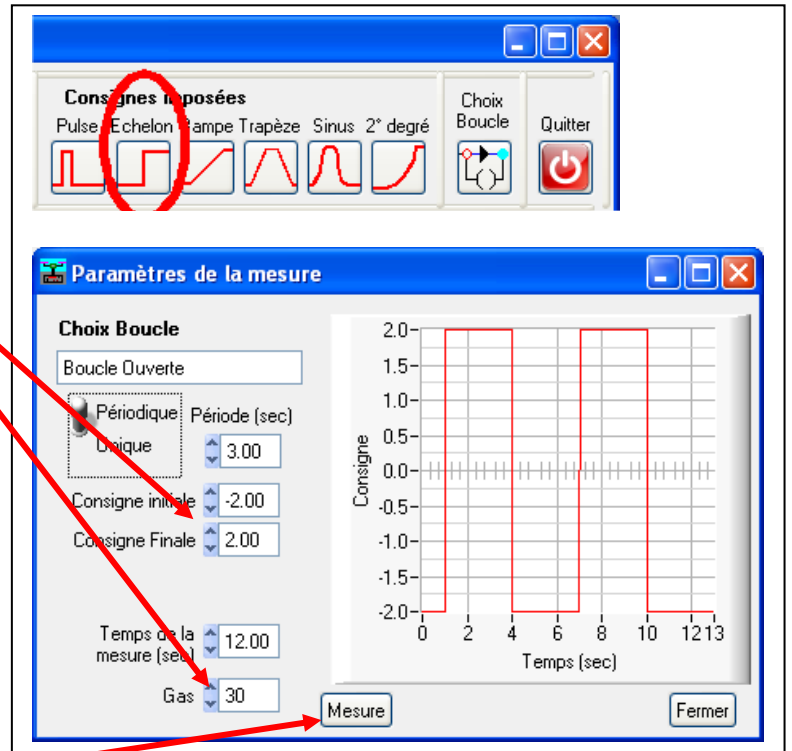 Consignes imposées
Pulse Echelon Rampe Trapèze Sinus 2° degré
Choix
Boucle
Quitter
Paramètres de la mesure
Choix Boucle
Boucle Ouverte
Périodique
Unique
Période (sec)
3.00
Consigne initiale -2.00
Consigne Finale 2.00
Temps de la
mesure (sec)
12.00
Gas 30
Consigne
2.0
1.5
1.0
0.5
0.0
-0.5
-1.0
-1.5
-2.0
0 2 4 6 8 10 1213
Temps (sec)
Mesure
Fermer